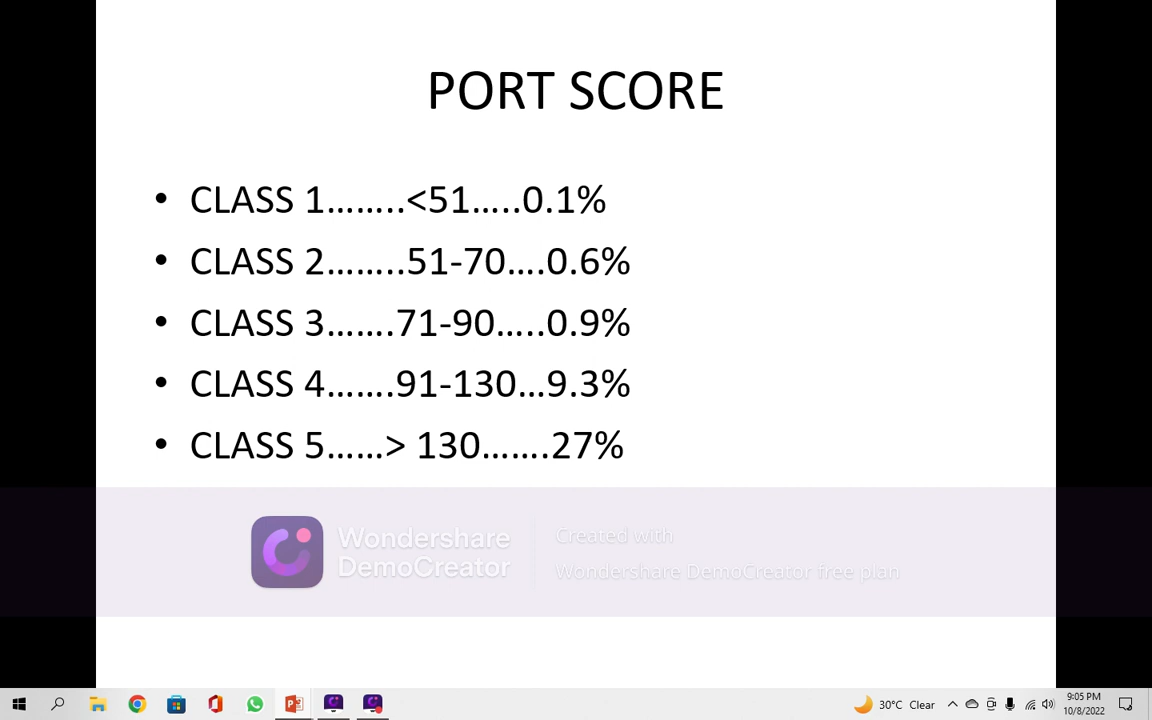 PORT SCORE
• CLASS 1……..<51…..0.1%
• CLASS 2……..51-70….0.6%
• CLASS 3…….71-90…..0.9%
• CLASS 4…….91-130…9.3%
• CLASS 5……> 130…….27%
Wondershare
DemoCreator
Created with
Wondershare DemoCreator free plan
30°C Clear
9:05 PM
10/8/2022